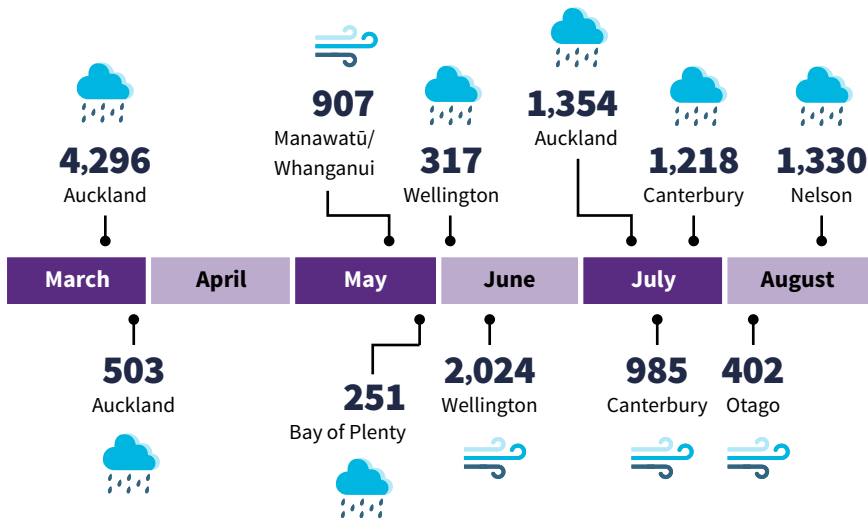 4,296
Auckland
907
Manawatū/
Whanganui
317
Wellington
1,354
Auckland
1,218
Canterbury
1,330
Nelson
March
April
May
June
July
August
503
Auckland
251
Bay of Plenty
2,024
Wellington
985
Canterbury
402
Otago